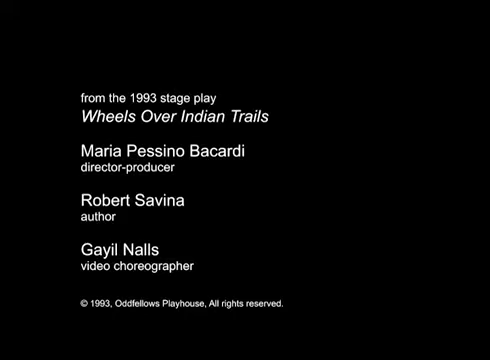 from the 1993 stage play
Wheels Over Indian Trails
Maria Pessino Bacardi
director-producer
Robert Savina
author
Gayil Nalls
video choreographer
© 1993, Oddfellows Playhouse, All rights reserved.